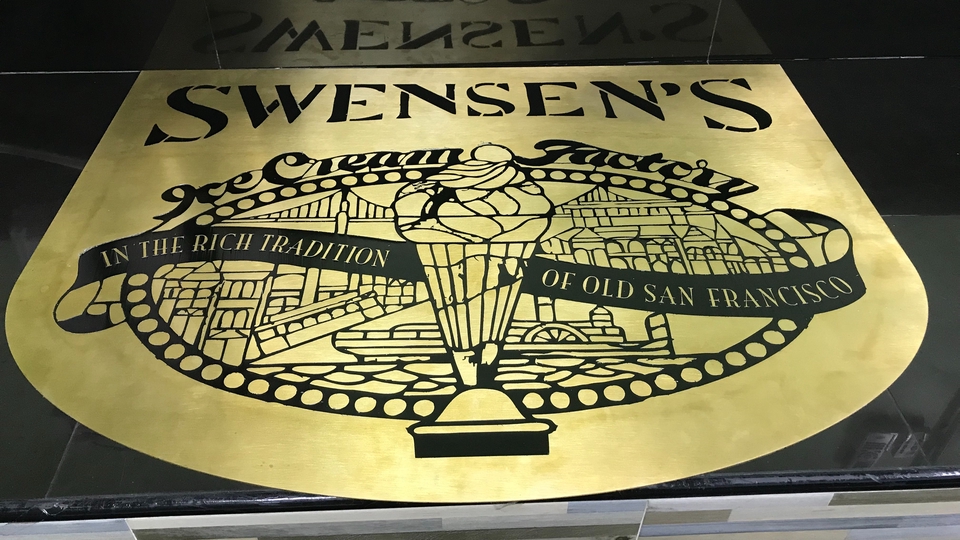 SWENSEN'S
Ice Cream Factory
IN THE RICH TRADITION
OF OLD SAN FRANCISCO